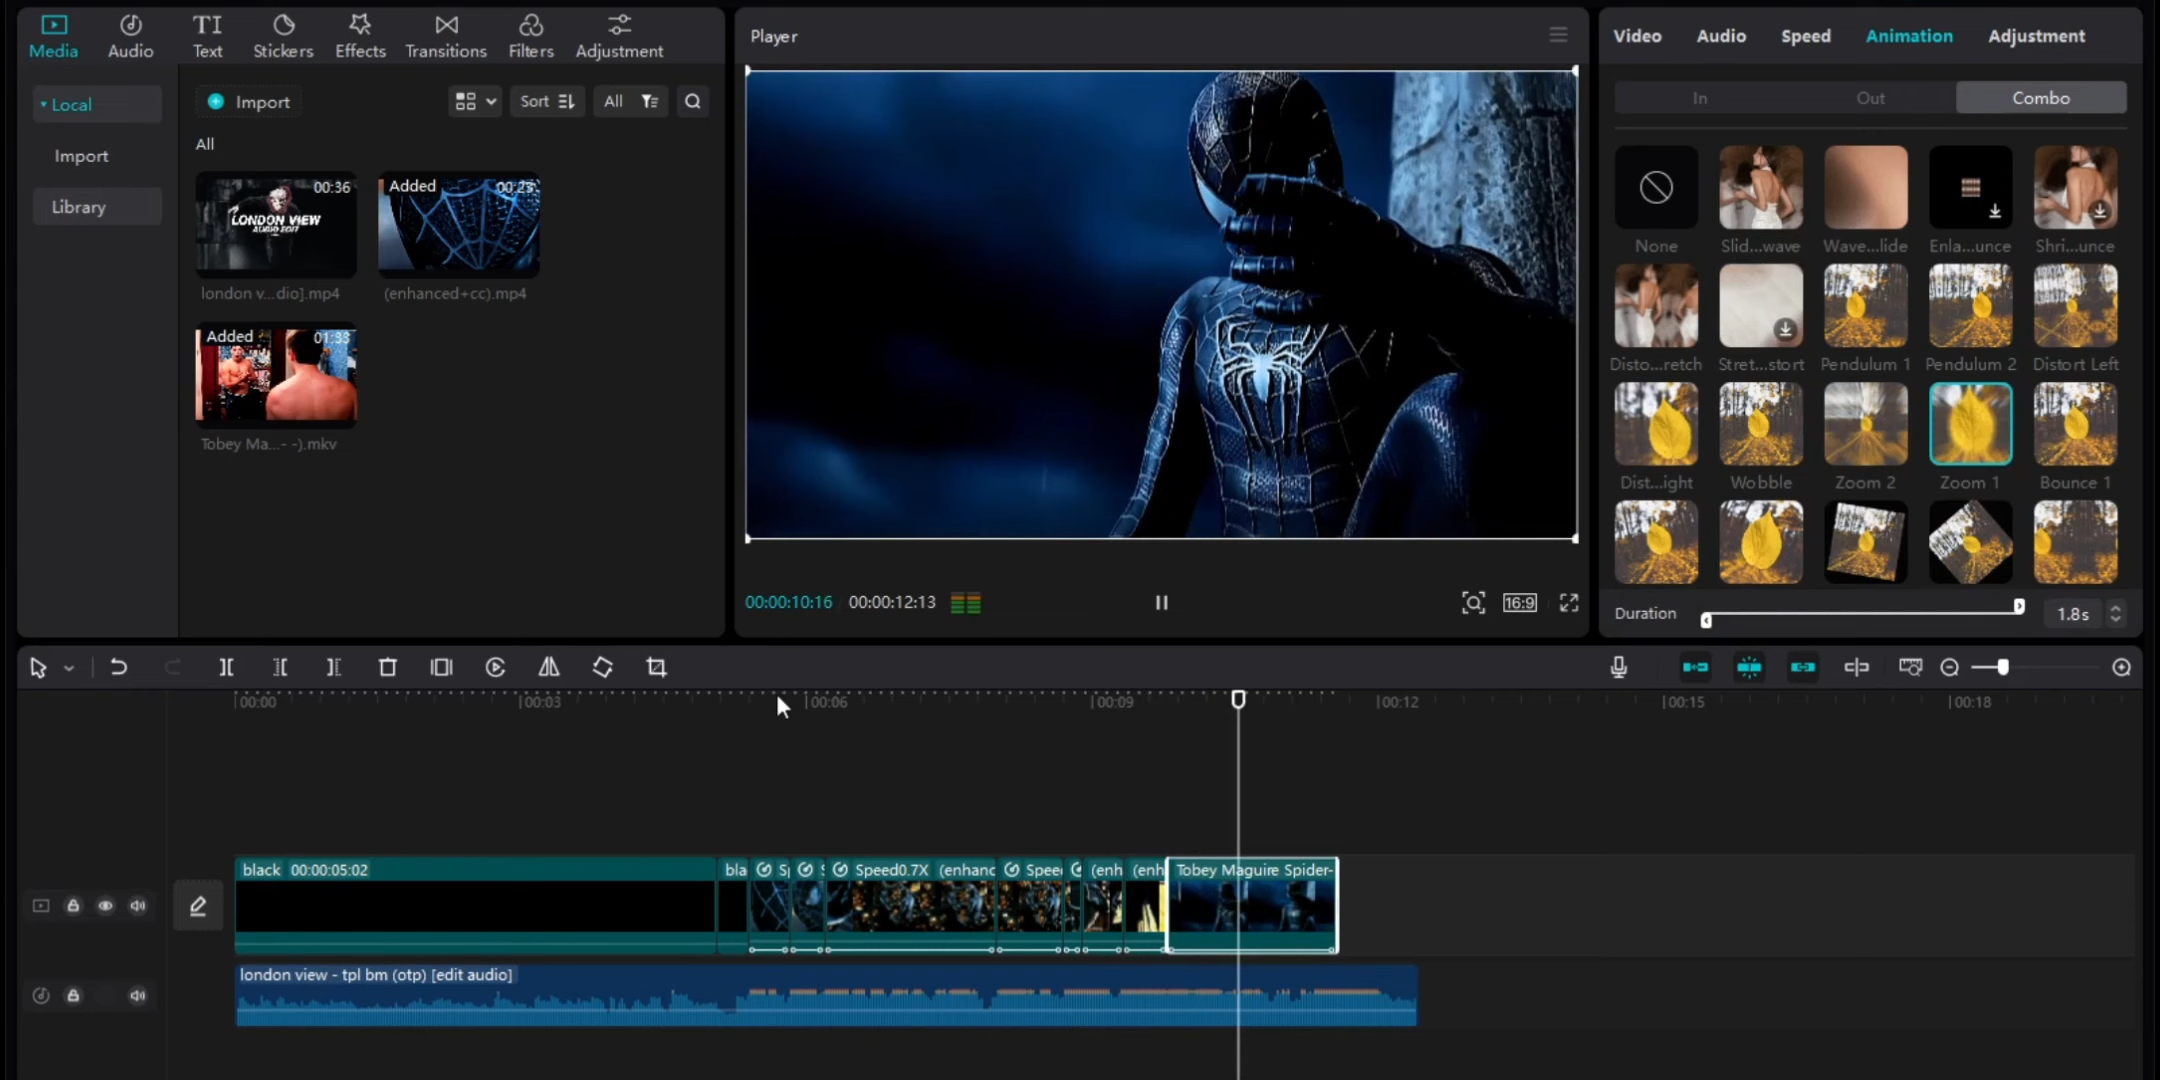 Media
Audio
TI
Text
Stickers
Effects
Transitions
Filters
Adjustment
Local
Import
Library
Import
Sort
All
All
00:36
LONDON VIEW
AUDIO EDIT
london v...dio].mp4
Added
(enhanced+cc).mp4
Added
01:33
Tobey Ma...- -).mkv
Player
00:00:10:16
00:00:12:13
16:9
Video
Audio
Speed
Animation
Adjustment
In
Out
Combo
None
Slid...wave
Wave...lide
Enla...unce
Shri...unce
Disto...retch
Stret...stort
Pendulum 1
Pendulum 2
Distort Left
Dist...ight
Wobble
Zoom 2
Zoom 1
Bounce 1
Duration
1.8s
00:00
00:03
00:06
00:09
00:12
00:15
00:18
black 00:00:05:02
bla
Speed0.7X (enhanc
Spee
(enh
(enh
Tobey Maguire Spider-
london view - tpl bm (otp) [edit audio]